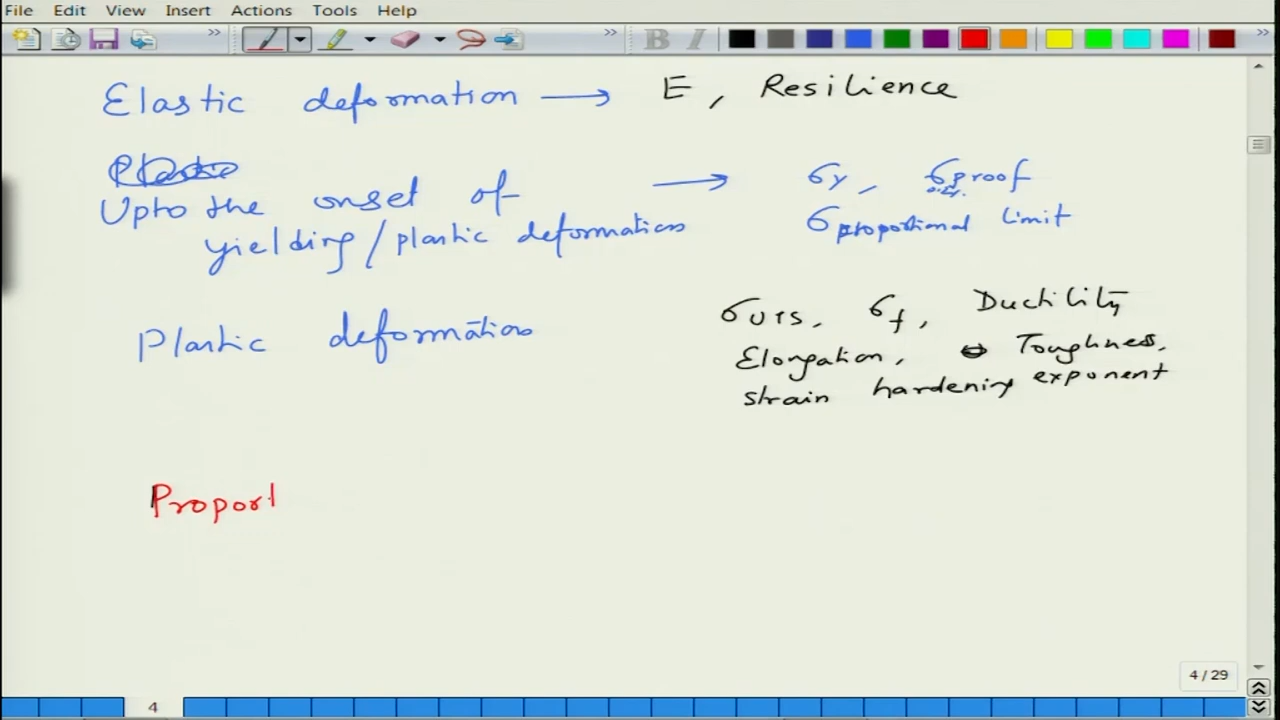 File Edit View Insert Actions Tools Help
Elastic deformation → E, Resilience
Upto the onset of
yielding/plastic deformation → σy, σproof
σproportional limit
Plastic deformation
σUTS, σf, Ductility
Elongation, Toughness,
strain hardening exponent
Proport
4 / 29
4